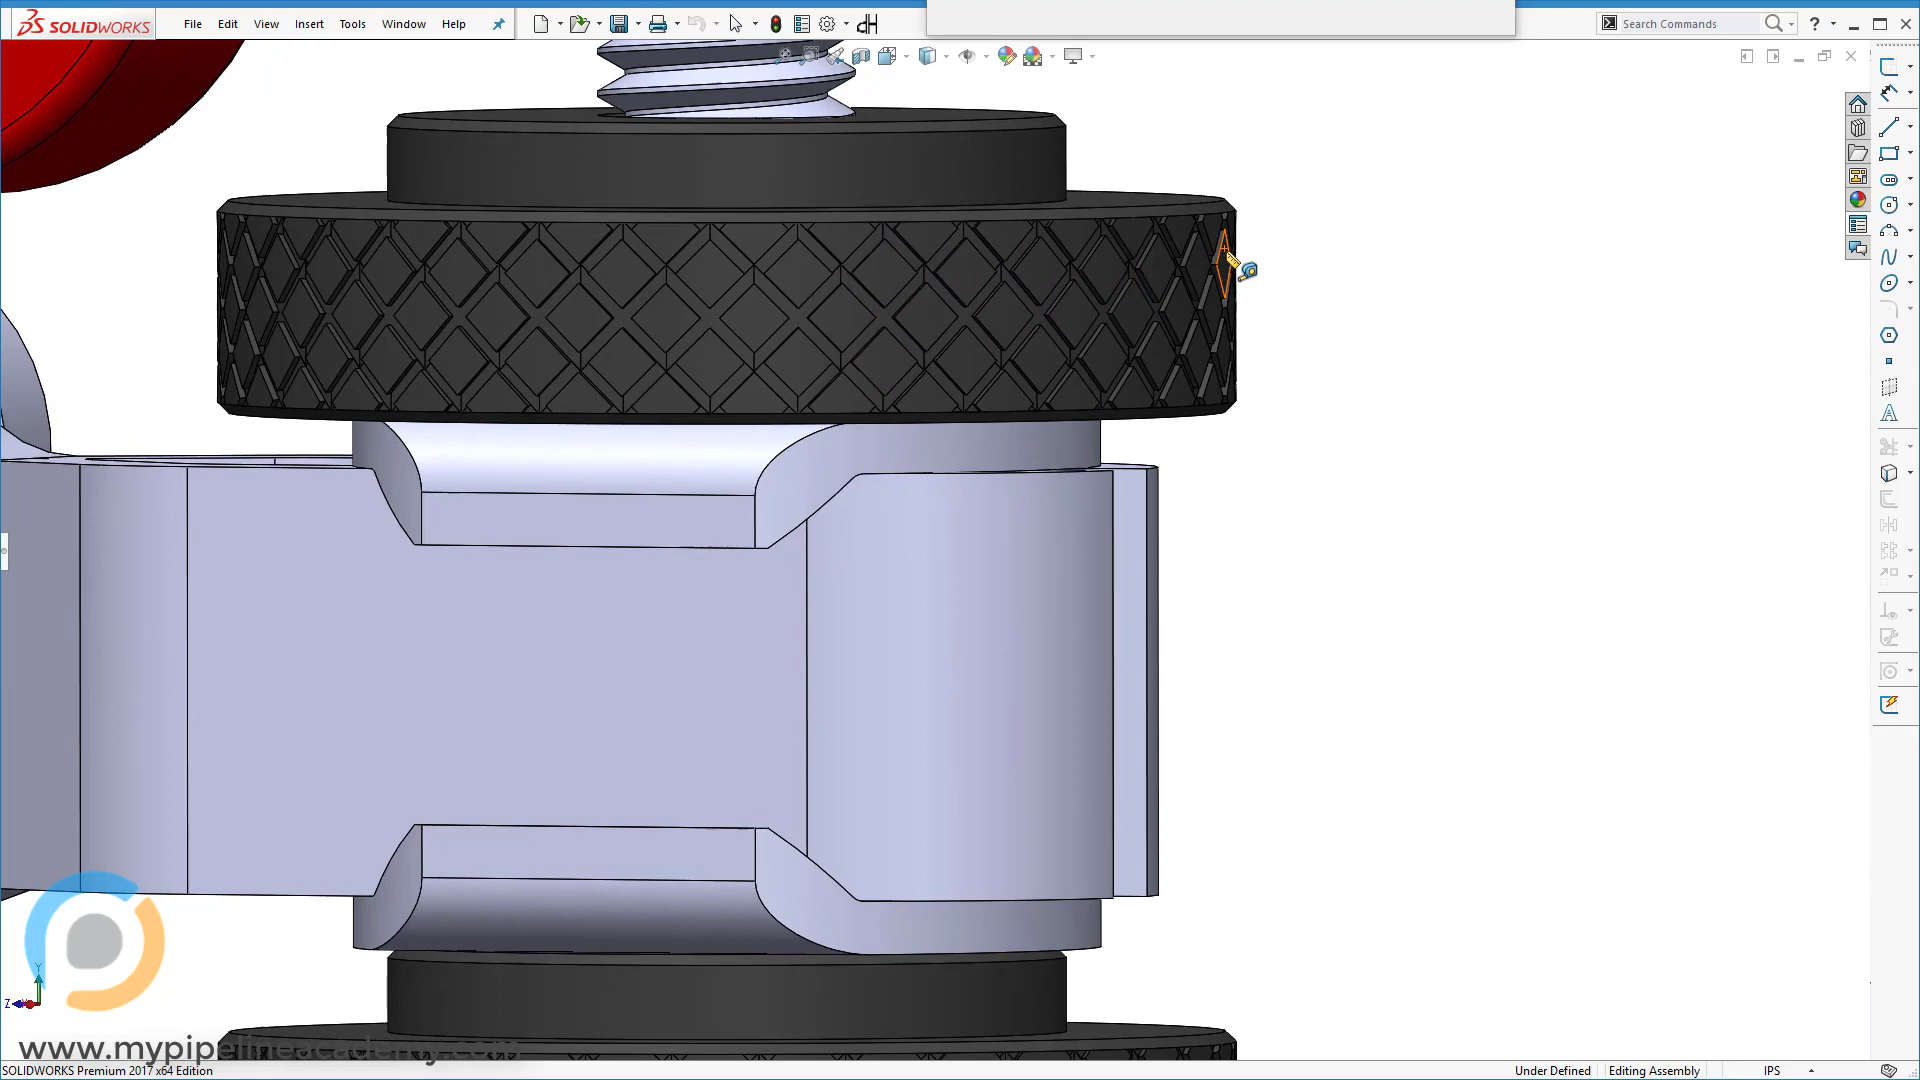 SOLIDWORKS
File Edit View Insert Tools Window Help
Search Commands
?
Y
Z
www.mypipelineacademy.com
SOLIDWORKS Premium 2017 x64 Edition
Under Defined
Editing Assembly
IPS